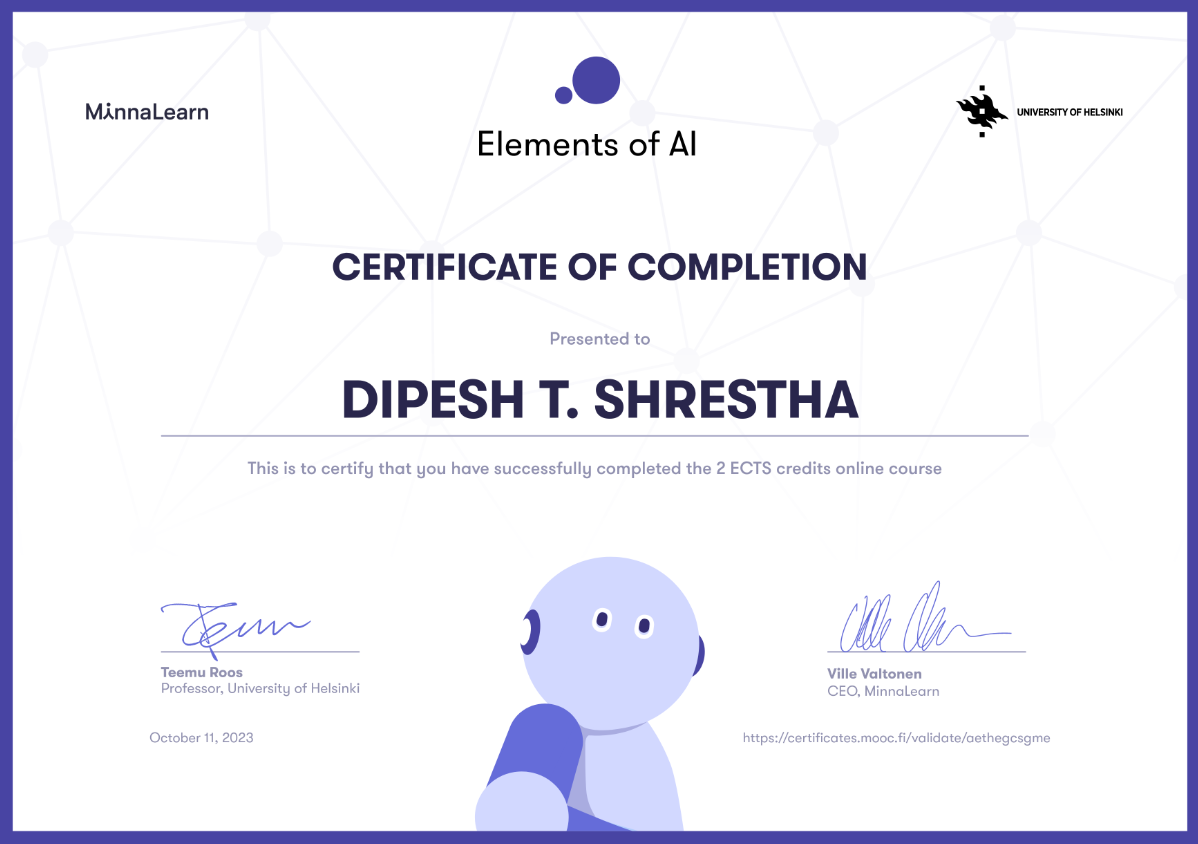 MinnaLearn
Elements of AI
UNIVERSITY OF HELSINKI
CERTIFICATE OF COMPLETION
Presented to
DIPESH T. SHRESTHA
This is to certify that you have successfully completed the 2 ECTS credits online course
Teemu Roos
Professor, University of Helsinki
Ville Valtonen
CEO, MinnaLearn
October 11, 2023
https://certificates.mooc.fi/validate/aethegcsgme